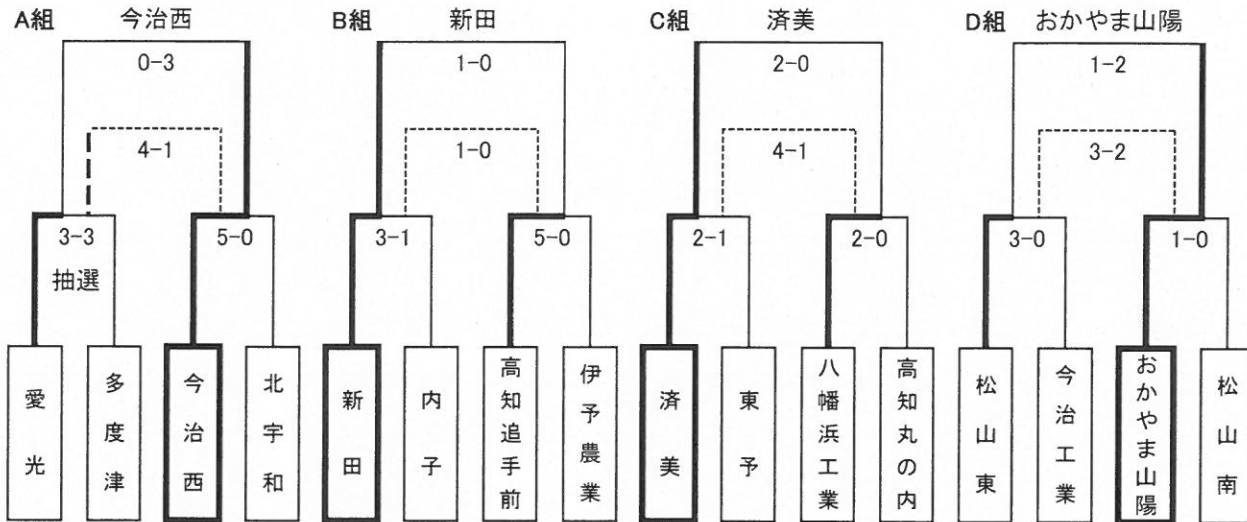 A組 今治西 B組 新田 C組 済美 D組 おかやま山陽
0-3 1-0 2-0 1-2
4-1 1-0 4-1 3-2
3-3 5-0 3-1 5-0 2-1 2-0 3-0 1-0
抽選
愛光
多度津
今治西
北宇和
新田
内子
高知追手前
伊予農業
済美
東予
八幡浜工業
高知丸の内
松山東
今治工業
おかやま山陽
松山南